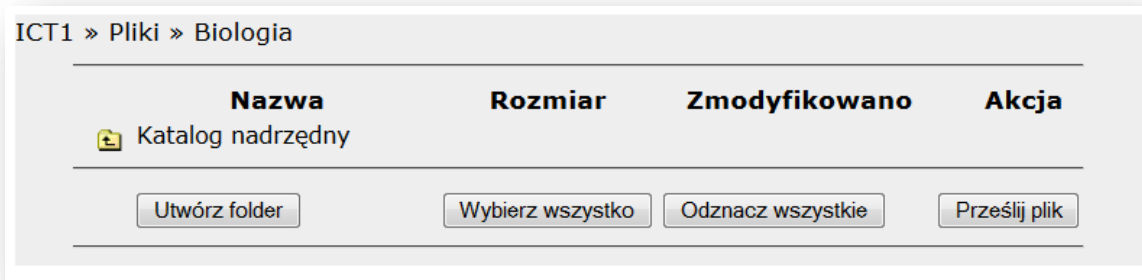 ICT1 » Pliki » Biologia
Nazwa Rozmiar Zmodyfikowano Akcja
Katalog nadrzędny
Utwórz folder Wybierz wszystko Odznacz wszystkie Prześlij plik